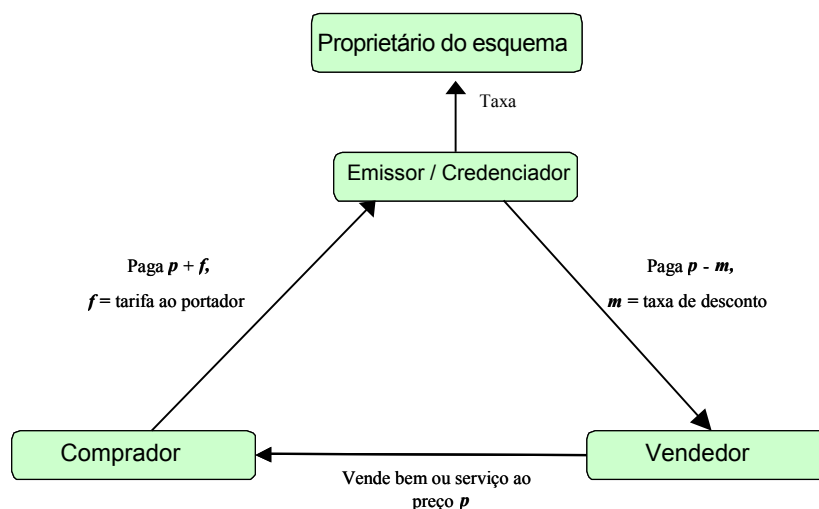 Proprietário do esquema
Taxa
Emissor / Credenciador
Paga p + f,
f = tarifa ao portador
Paga p - m,
m = taxa de desconto
Comprador
Vendedor
Vende bem ou serviço ao
preço p